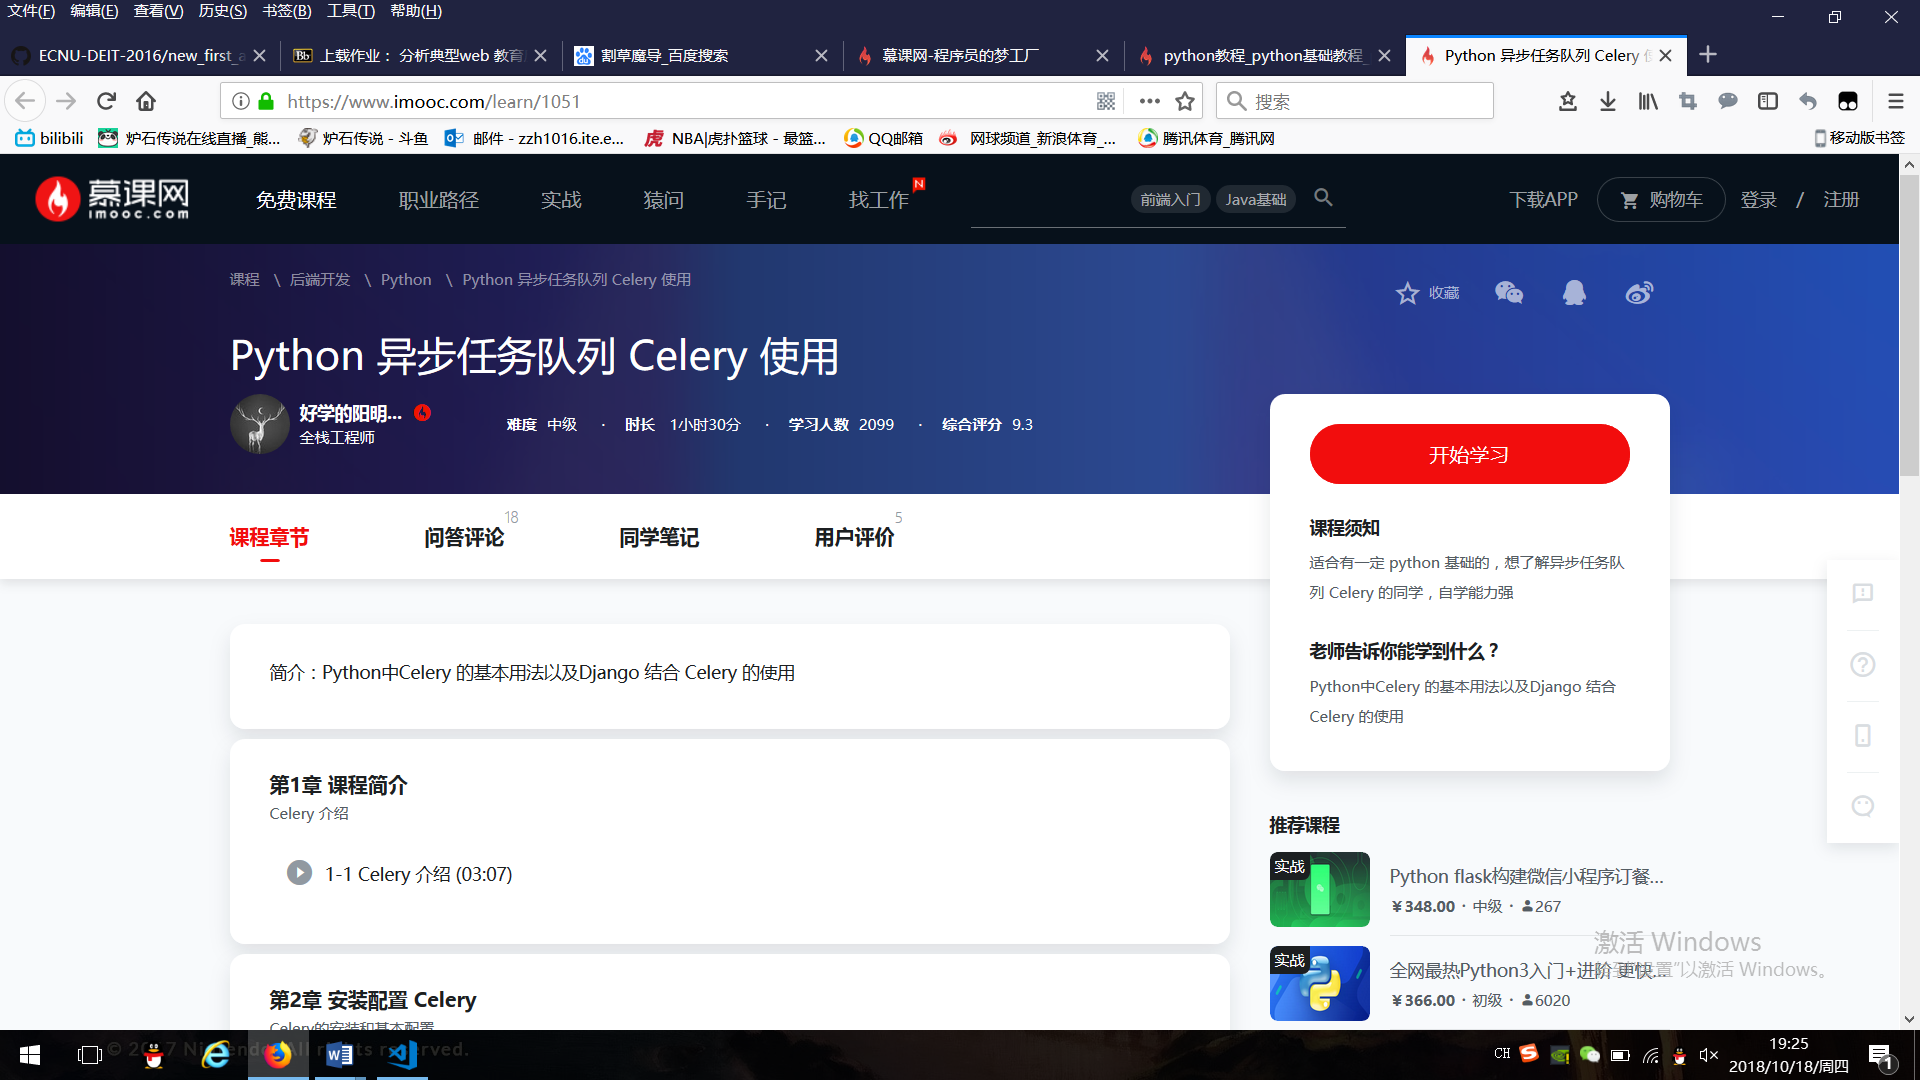 文件(F) 编辑(E) 查看(V) 历史(S) 书签(B) 工具(T) 帮助(H)
ECNU-DEIT-2016/new_first_a
Bb 上载作业： 分析典型web 教育
割草魔导_百度搜索
慕课网-程序员的梦工厂
python教程_python基础教程_
Python 异步任务队列 Celery 使
https://www.imooc.com/learn/1051
搜索
bilibili
炉石传说在线直播_熊...
炉石传说 - 斗鱼
邮件 - zzh1016.ite.e...
虎 NBA|虎扑篮球 - 最篮...
QQ邮箱
网球频道_新浪体育_...
腾讯体育_腾讯网
移动版书签
慕课网
imooc.com
免费课程 职业路径 实战 猿问 手记 找工作 N
前端入门 Java基础
下载APP 购物车 登录 / 注册
课程 \ 后端开发 \ Python \ Python 异步任务队列 Celery 使用
收藏
Python 异步任务队列 Celery 使用
好学的阳明...
全栈工程师
难度 中级 · 时长 1小时30分 · 学习人数 2099 · 综合评分 9.3
开始学习
课程章节 问答评论 18 同学笔记 用户评价 5
课程须知
适合有一定 python 基础的，想了解异步任务队
列 Celery 的同学，自学能力强
老师告诉你能学到什么？
Python中Celery 的基本用法以及Django 结合
Celery 的使用
简介：Python中Celery 的基本用法以及Django 结合 Celery 的使用
第1章 课程简介
Celery 介绍
1-1 Celery 介绍 (03:07)
第2章 安装配置 Celery
Celery的安装和基本配置
推荐课程
实战
Python flask构建微信小程序订餐...
￥348.00 · 中级 · 267
实战
全网最热Python3入门+进阶 更快...
￥366.00 · 初级 · 6020
激活 Windows
设置"以激活 Windows。
CH
19:25
2018/10/18/周四
1